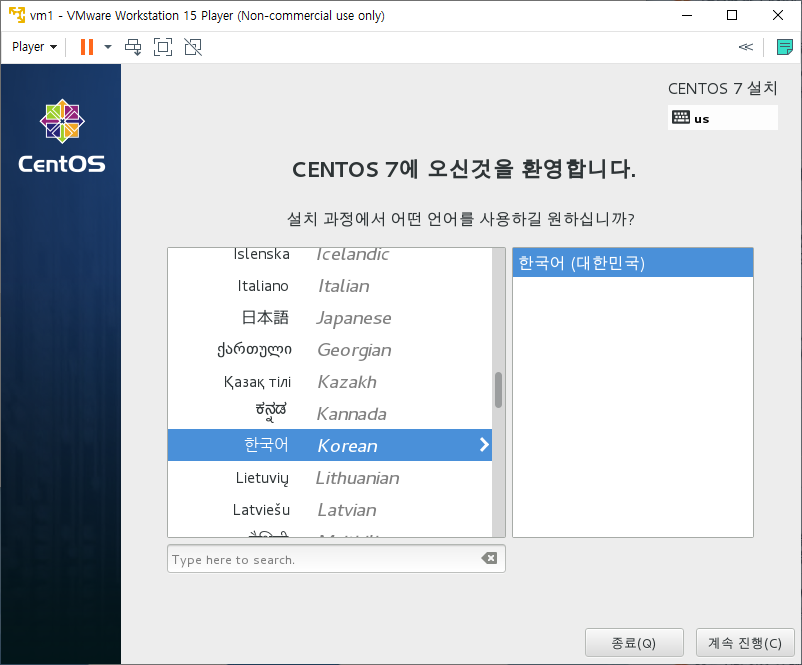 vm1 - VMware Workstation 15 Player (Non-commercial use only)
Player
CentOS
CENTOS 7 설치
us
CENTOS 7에 오신것을 환영합니다.
설치 과정에서 어떤 언어를 사용하길 원하십니까?
Íslenska Icelandic
Italiano Italian
日本語 Japanese
ქართული Georgian
Қазақ тілі Kazakh
ಕನ್ನಡ Kannada
한국어 Korean
Lietuvių Lithuanian
Latviešu Latvian
한국어 (대한민국)
Type here to search.
종료(Q)
계속 진행(C)